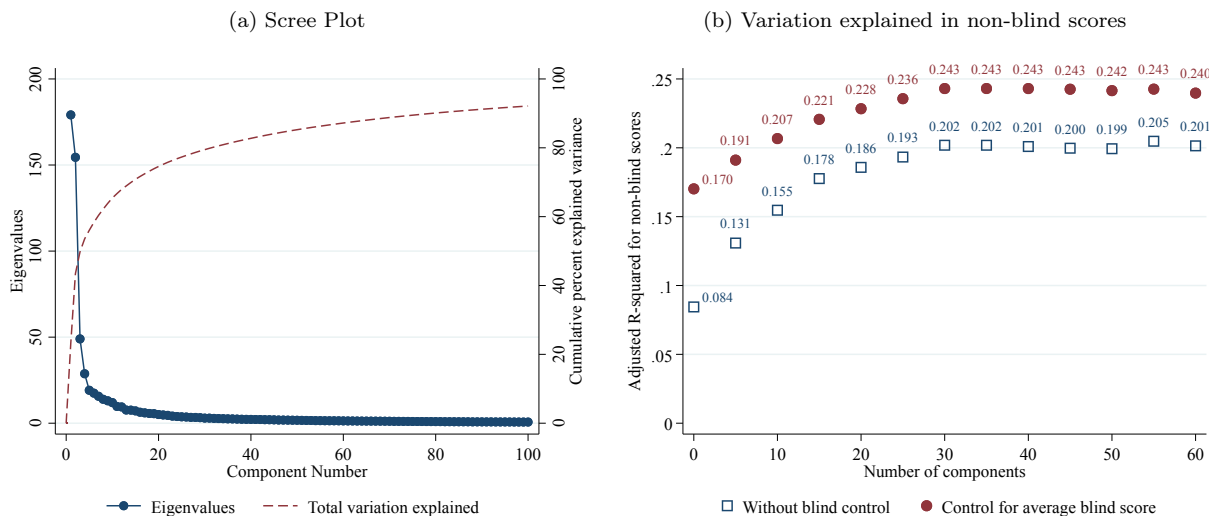 (a) Scree Plot
200
150
100
50
0
Eigenvalues
100
80
60
40
20
0
Cumulative percent explained variance
0 20 40 60 80 100
Component Number
Eigenvalues Total variation explained
(b) Variation explained in non-blind scores
.25
.2
.15
.1
.05
0
Adjusted R-squared for non-blind scores
0.170 0.191 0.207 0.221 0.228 0.236 0.243 0.243 0.243 0.243 0.242 0.243 0.240
0.084 0.131 0.155 0.178 0.186 0.193 0.202 0.202 0.201 0.200 0.199 0.205 0.201
0 10 20 30 40 50 60
Number of components
Without blind control Control for average blind score